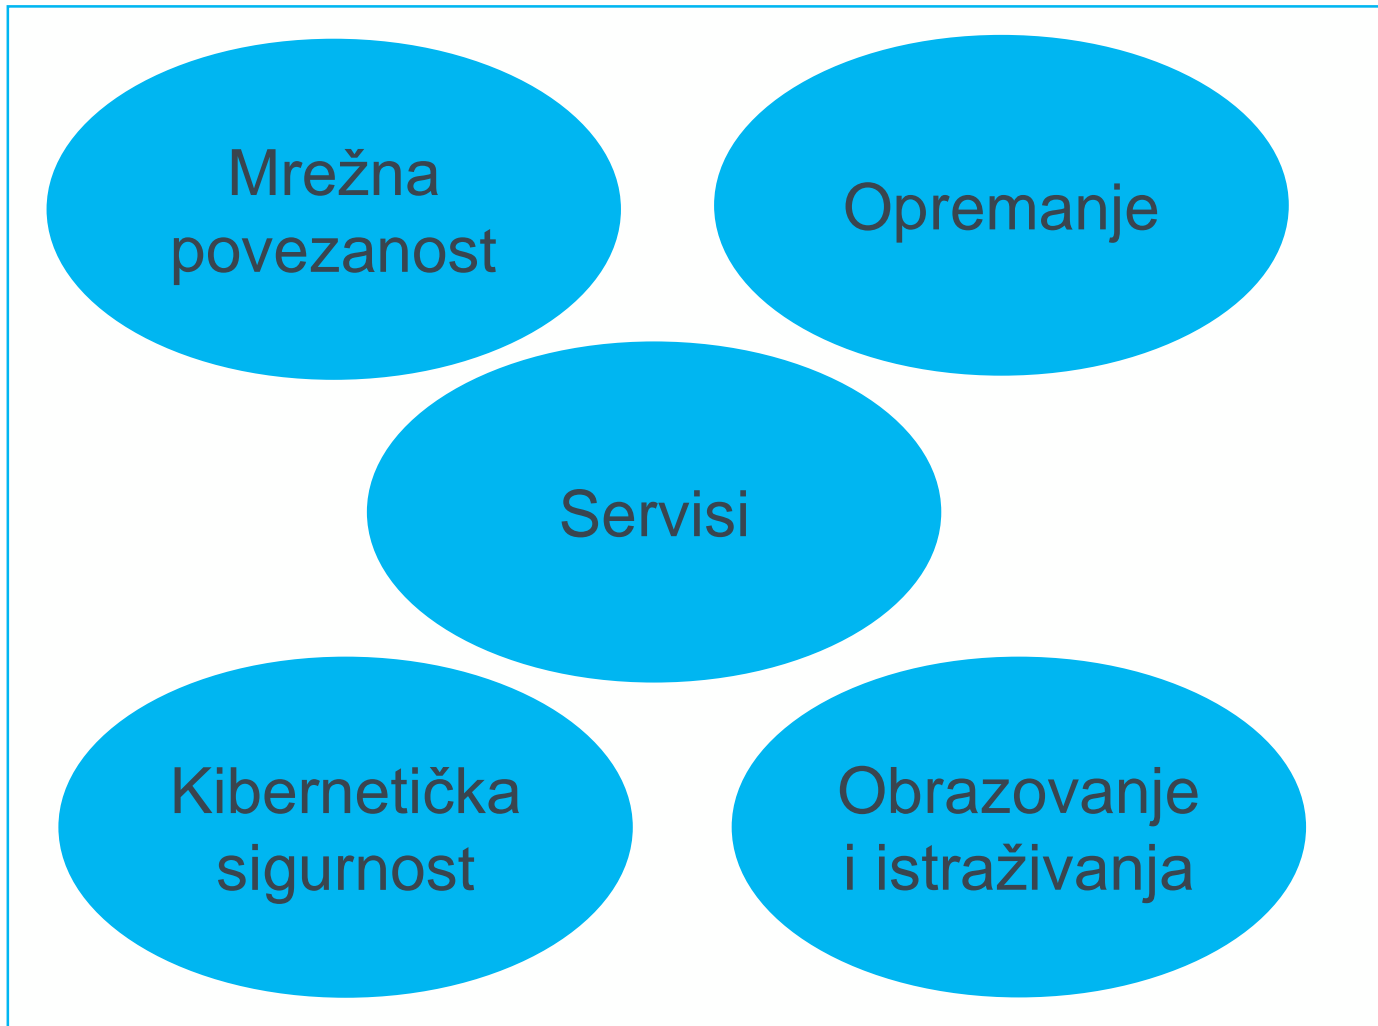 Mrežna
povezanost
Opremanje
Servisi
Kibernetička
sigurnost
Obrazovanje
i istraživanja